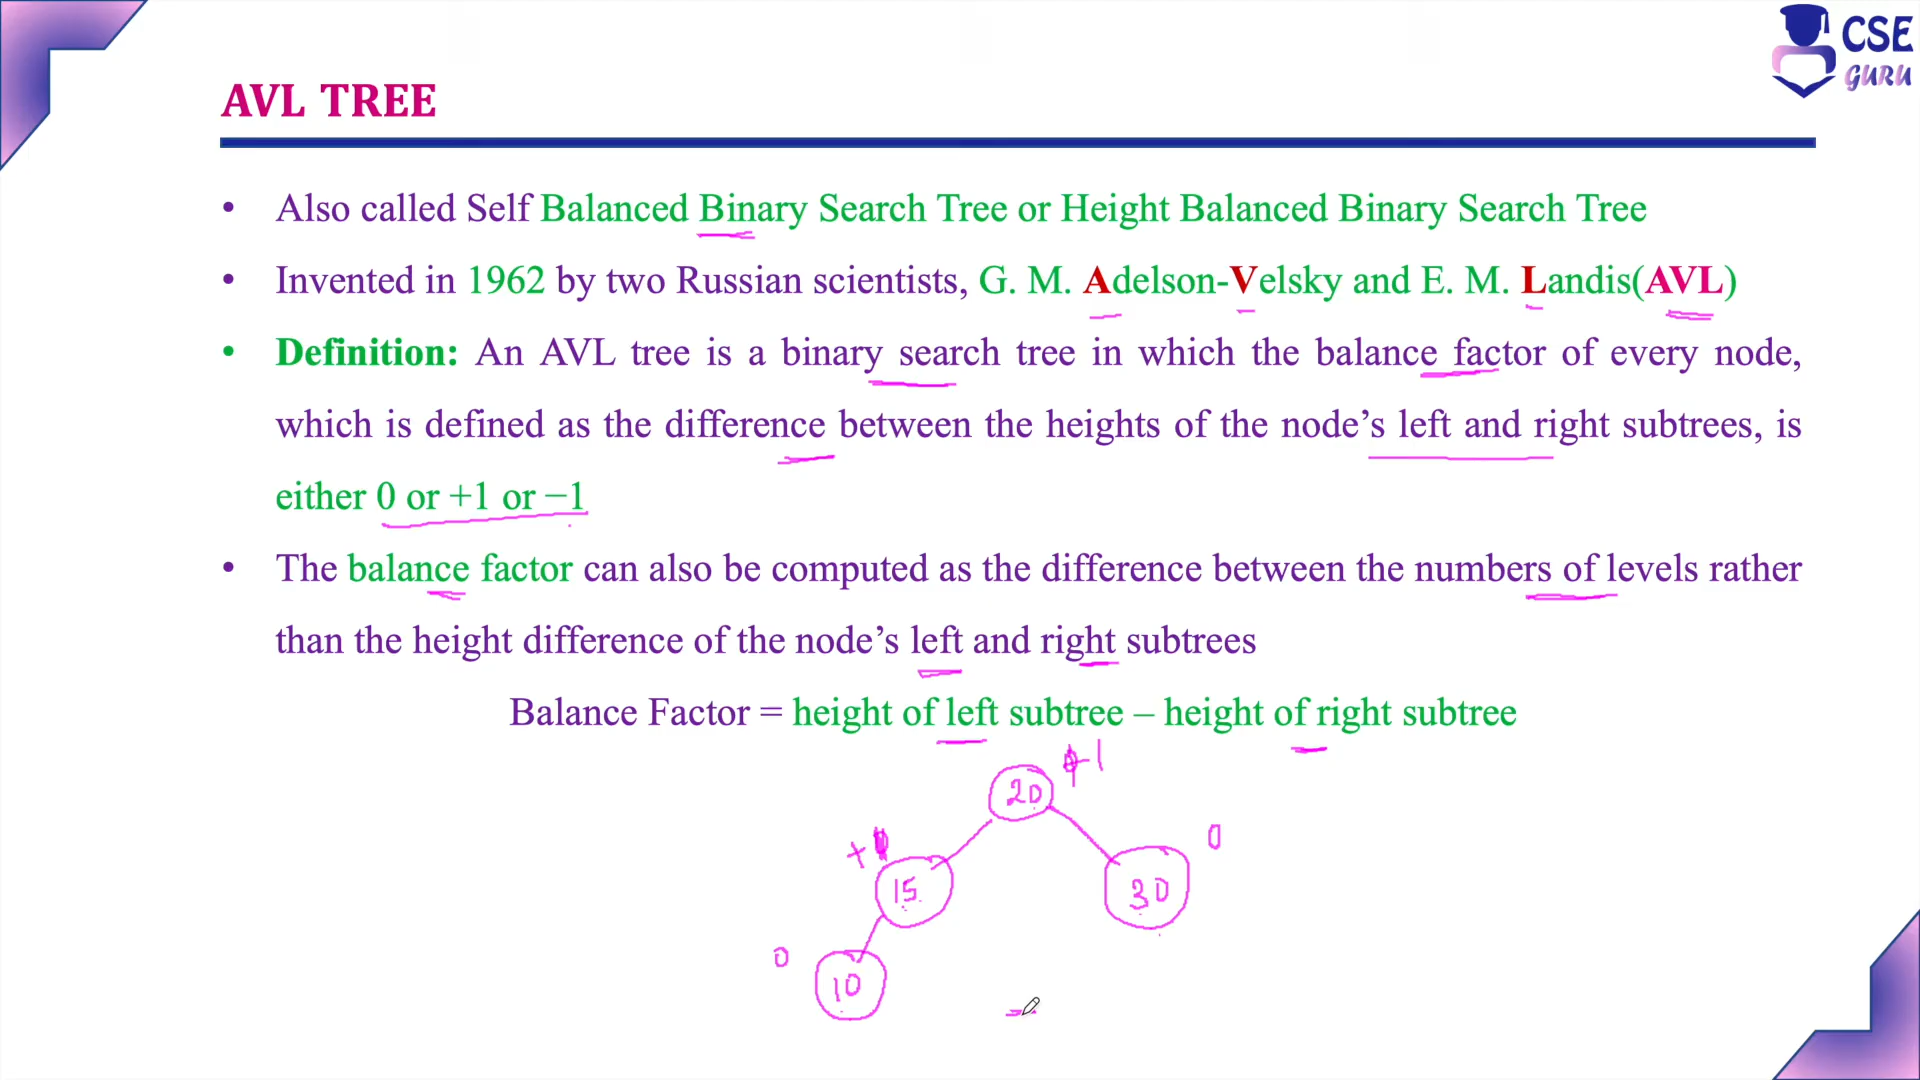 CSE
GURU
AVL TREE
• Also called Self Balanced Binary Search Tree or Height Balanced Binary Search Tree
• Invented in 1962 by two Russian scientists, G. M. Adelson-Velsky and E. M. Landis(AVL)
• Definition: An AVL tree is a binary search tree in which the balance factor of every node,
which is defined as the difference between the heights of the node’s left and right subtrees, is
either 0 or +1 or −1
• The balance factor can also be computed as the difference between the numbers of levels rather
than the height difference of the node’s left and right subtrees
Balance Factor = height of left subtree – height of right subtree
+1
20
0
15
30
0
10